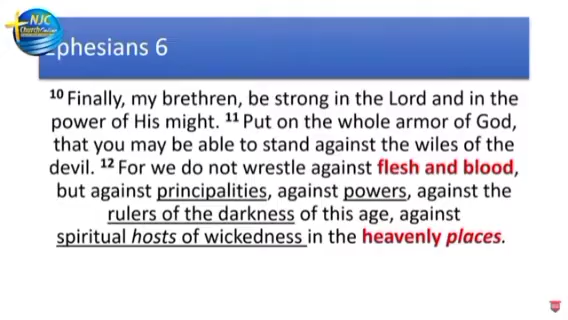 NJC
Church
Ephesians 6
10 Finally, my brethren, be strong in the Lord and in the
power of His might. 11 Put on the whole armor of God,
that you may be able to stand against the wiles of the
devil. 12 For we do not wrestle against flesh and blood,
but against principalities, against powers, against the
rulers of the darkness of this age, against
spiritual hosts of wickedness in the heavenly places.